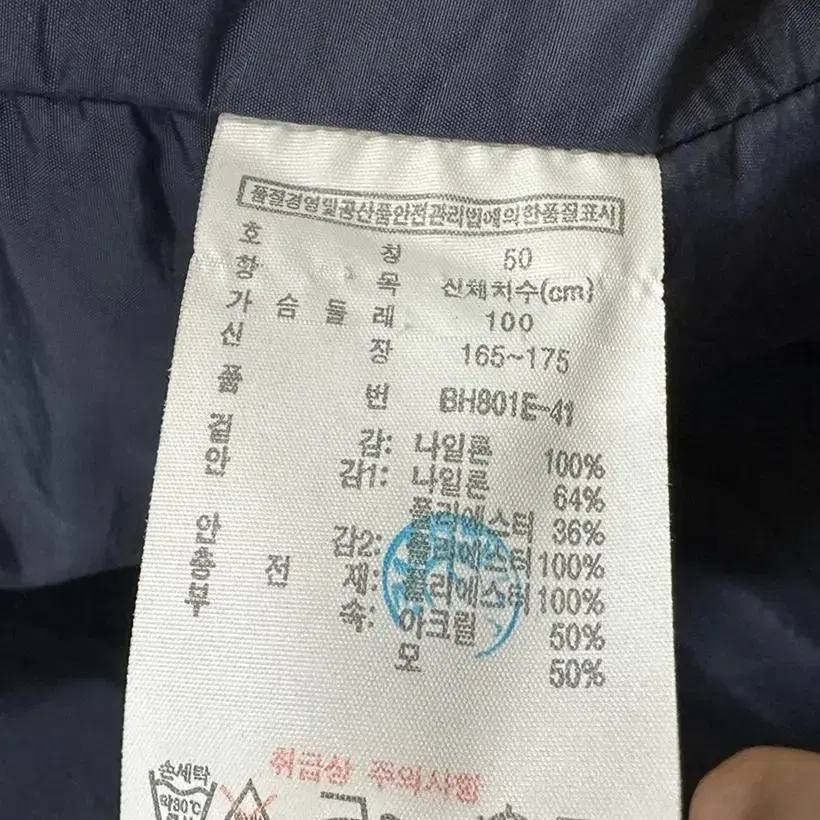 품질경영및공산품안전관리법에의한품질표시
호 칭 50
항 목 신체치수(cm)
가 슴 둘 레 100
신 장 165~175
품 번 BH801E-41
겉 감: 나일론 100%
안 감1: 나일론 64%
폴리에스터 36%
안 감2: 폴리에스터 100%
충 전 재: 폴리에스터 100%
부 속: 아크릴 50%
모 50%
취급상 주의사항
손세탁
약30℃
중성